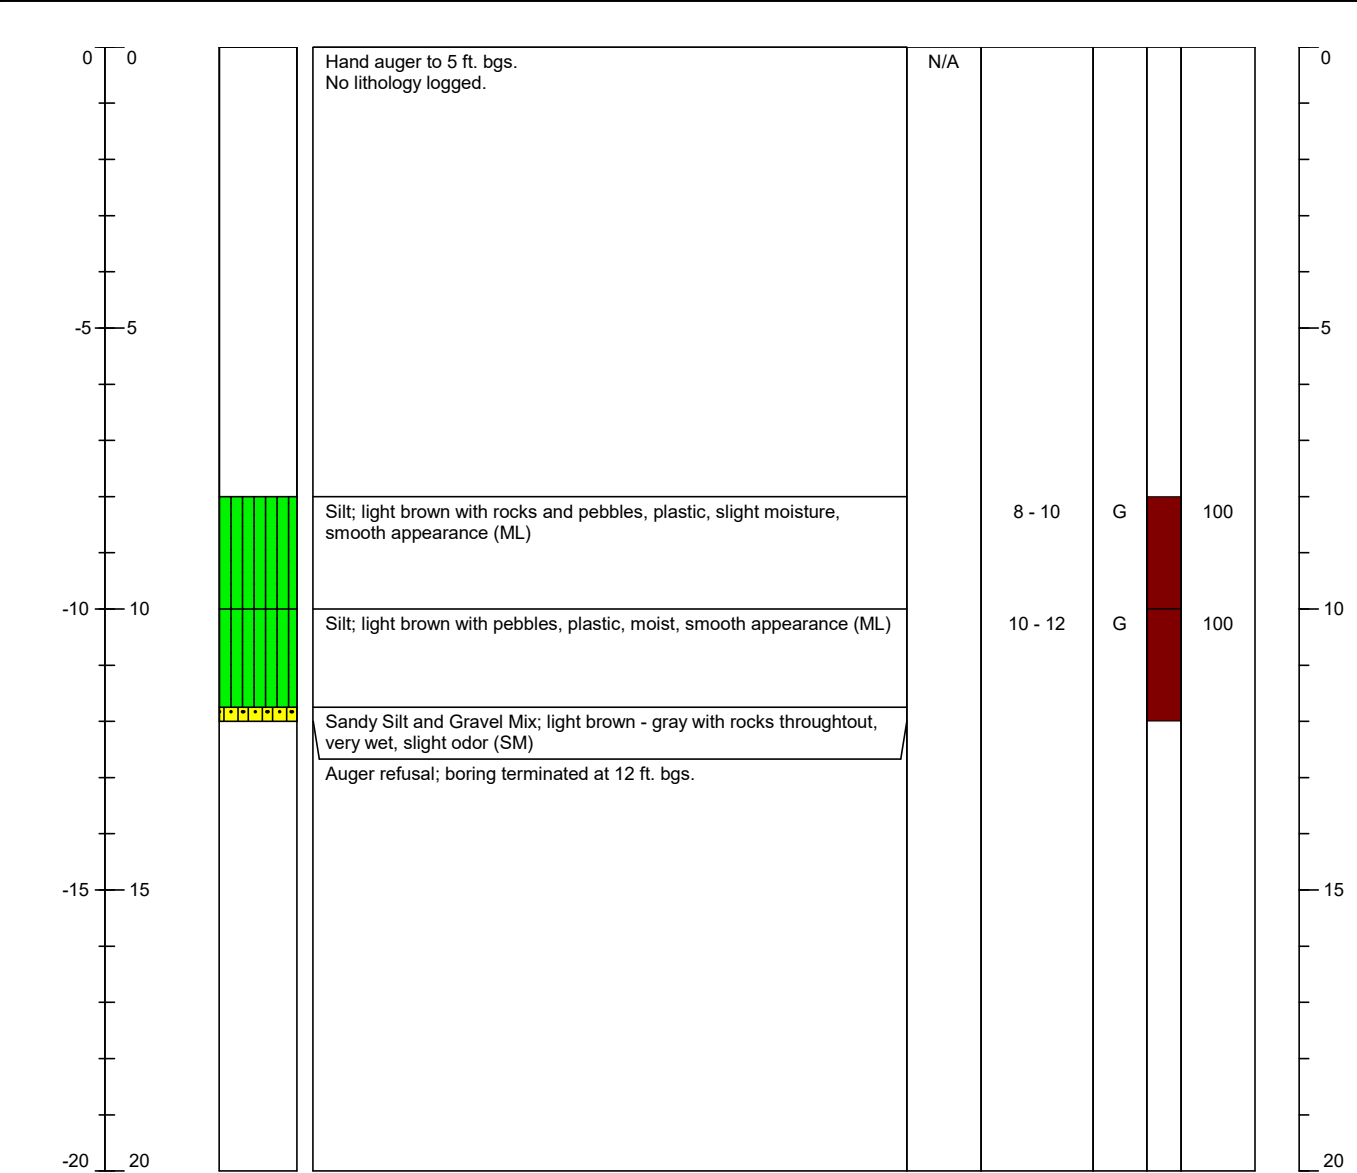 0 0 Hand auger to 5 ft. bgs. N/A 0
No lithology logged.
-5 5 5
Silt; light brown with rocks and pebbles, plastic, slight moisture, 8 - 10 G 100
smooth appearance (ML)
-10 10 10
Silt; light brown with pebbles, plastic, moist, smooth appearance (ML) 10 - 12 G 100
Sandy Silt and Gravel Mix; light brown - gray with rocks throughtout,
very wet, slight odor (SM)
Auger refusal; boring terminated at 12 ft. bgs.
-15 15 15
-20 20 20